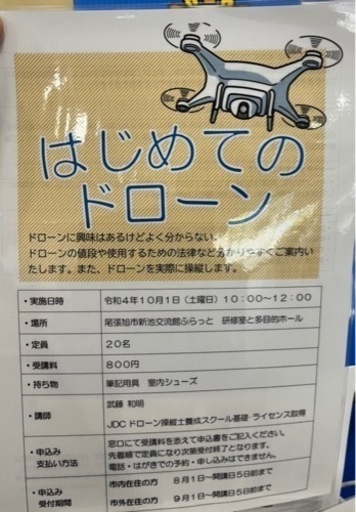 はじめての
ドローン
ドローンに興味はあるけどよく分からない。
ドローンの値段や使用するための法律など分かりやすくご案内い
たします。また、ドローンを実際に操縦します。
・実施日時 令和4年10月1日（土曜日）10:00～12:00
・場所 尾張旭市新池交流館ふらっと 研修室と多目的ホール
・定員 20名
・受講料 800円
・持ち物 筆記用具 室内シューズ
・講師 武藤 和明
JDCドローン操縦士養成スクール基礎・ライセンス取得
・申込み
支払い方法
窓口にて受講料を添えて申込書をご記入ください。
先着順で定員になり次第受付終了となります。
電話・はがきでの予約・申し込みはできません。
・申込み
受付期間
市内在住の方 8月1日～開講日5日前まで
市外在住の方 9月1日～開講日5日前まで